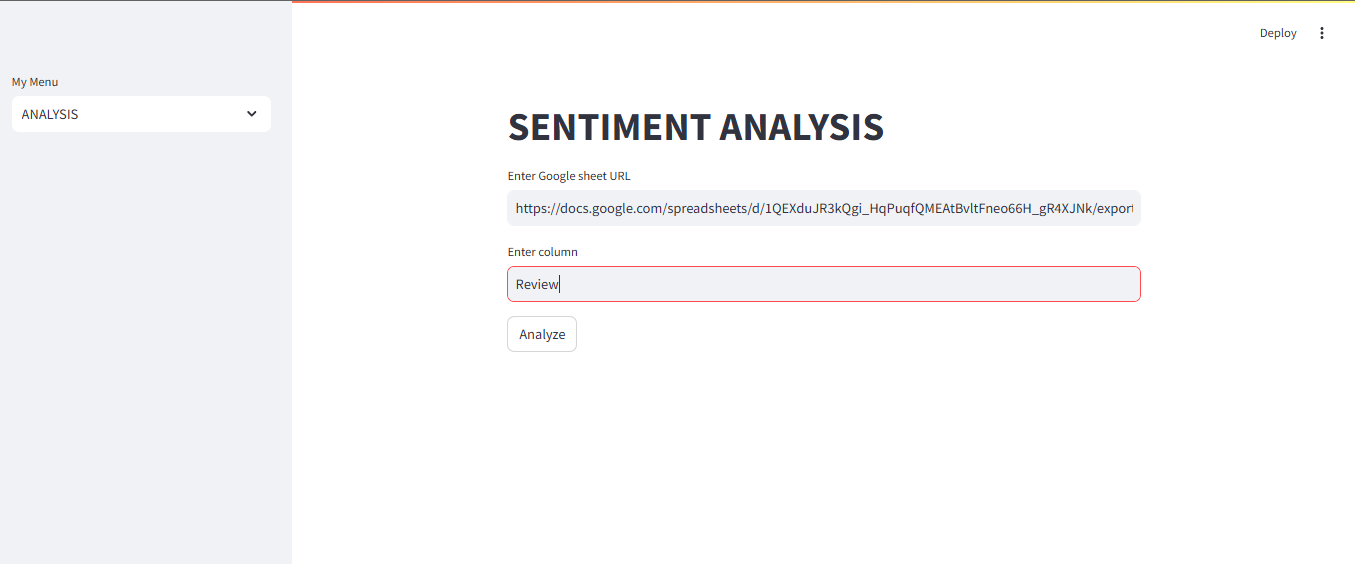 Deploy
My Menu
ANALYSIS
SENTIMENT ANALYSIS
Enter Google sheet URL
https://docs.google.com/spreadsheets/d/1QEXduJR3kQgi_HqPuqfQMEAtBvltFneo66H_gR4XJNk/export
Enter column
Review
Analyze